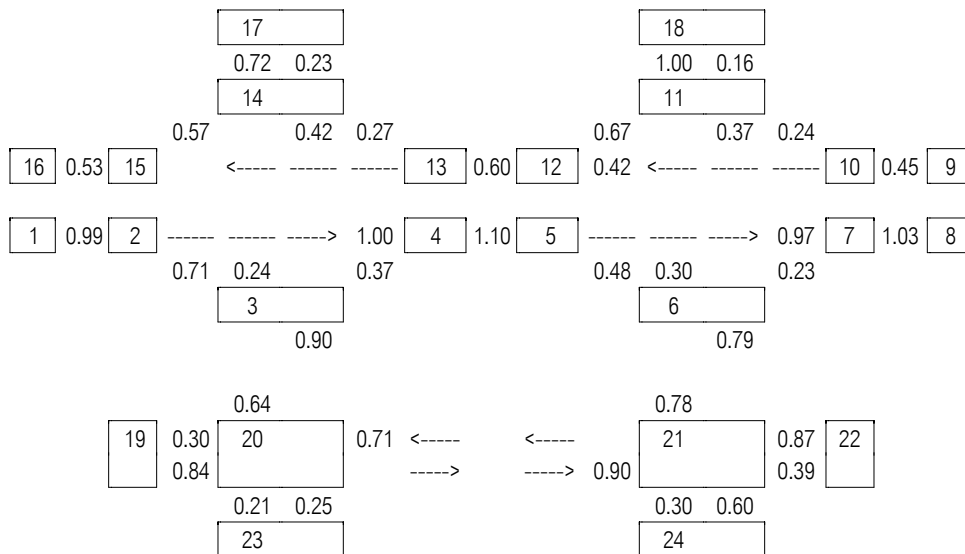 17 18
0.72 0.23 1.00 0.16
14 11
0.57 0.42 0.27 0.67 0.37 0.24
16 0.53 15 <----- ------ ------ 13 0.60 12 0.42 <----- ------ ------ 10 0.45 9
1 0.99 2 ------ ------ -----> 1.00 4 1.10 5 ------ ------ -----> 0.97 7 1.03 8
0.71 0.24 0.37 0.48 0.30 0.23
3 6
0.90 0.79
0.64 0.78
19 0.30 20 0.71 <----- <----- 21 0.87 22
0.84 -----> -----> 0.90 0.39
0.21 0.25 0.30 0.60
23 24